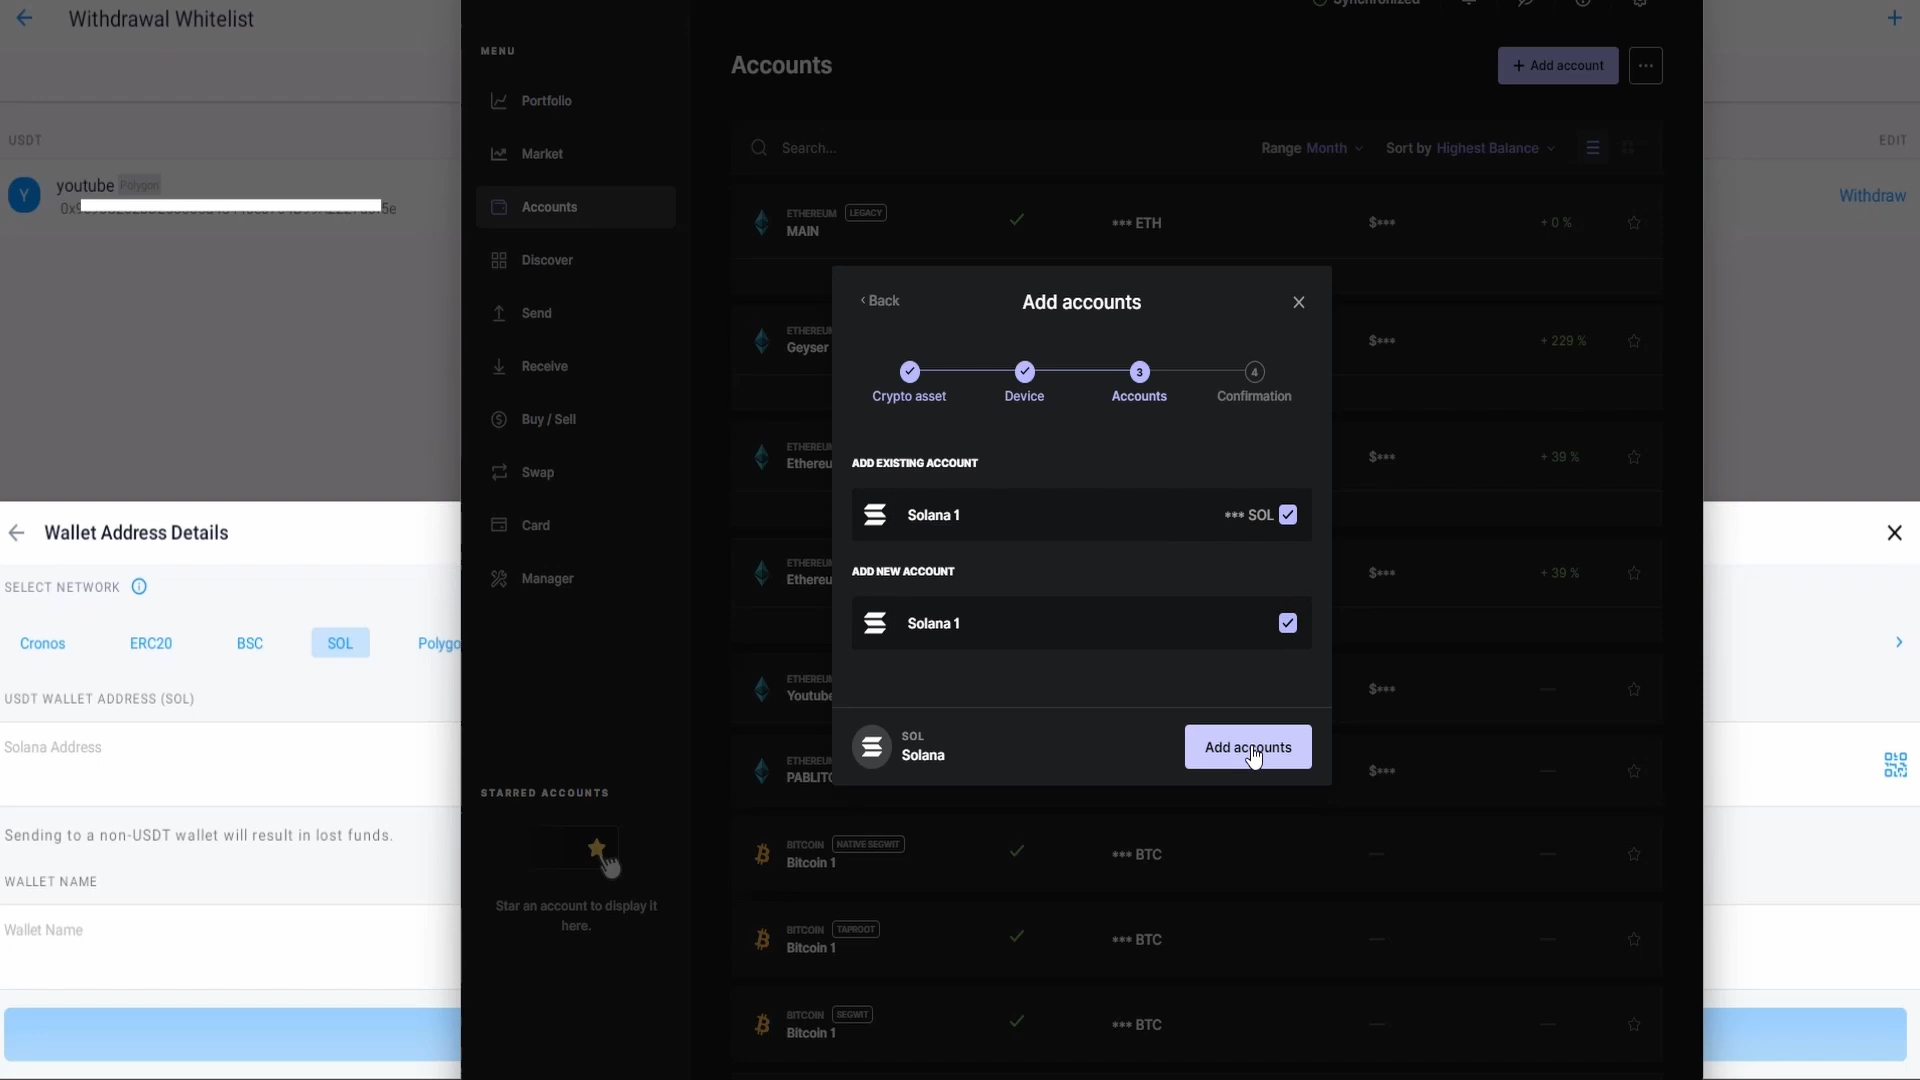 Withdrawal Whitelist
USDT
EDIT
Y
youtube Polygon
Withdraw
Wallet Address Details
SELECT NETWORK
Cronos
ERC20
BSC
SOL
USDT WALLET ADDRESS (SOL)
Solana Address
Sending to a non-USDT wallet will result in lost funds.
WALLET NAME
Wallet Name
Synchronized
MENU
Portfolio
Market
Accounts
Discover
Send
Receive
Buy / Sell
Swap
Card
Manager
STARRED ACCOUNTS
Star an account to display it
here.
Accounts
+ Add account
Search...
Range Month
Sort by Highest Balance
ETHEREUM LEGACY
MAIN
*** ETH
$***
+ 0 %
Geyser
$***
+ 229 %
$***
+ 39 %
$***
+ 39 %
$***
—
$***
—
BITCOIN NATIVE SEGWIT
Bitcoin 1
*** BTC
—
—
BITCOIN TAPROOT
Bitcoin 1
*** BTC
—
—
BITCOIN SEGWIT
Bitcoin 1
*** BTC
—
—
Back
Add accounts
3
4
Crypto asset
Device
Accounts
Confirmation
ADD EXISTING ACCOUNT
Solana 1
*** SOL
ADD NEW ACCOUNT
Solana 1
SOL
Solana
Add accounts